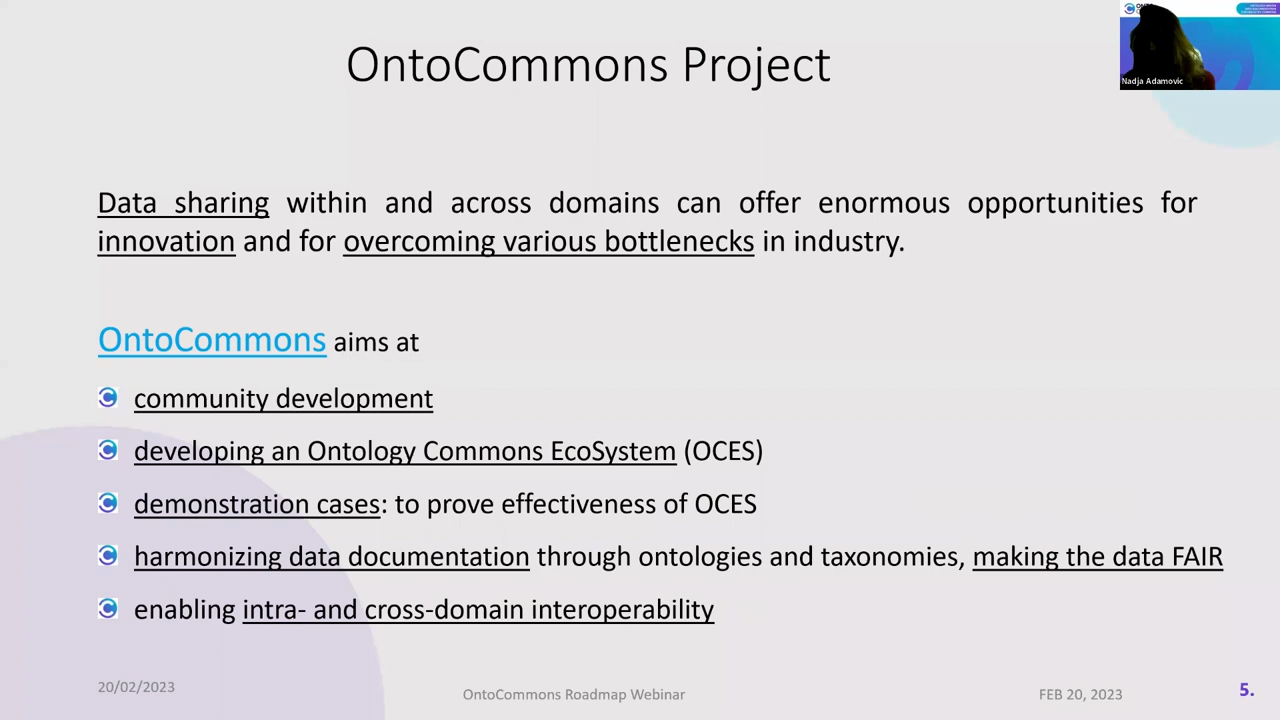 OntoCommons Project
Nadja Adamovic
Data sharing within and across domains can offer enormous opportunities for
innovation and for overcoming various bottlenecks in industry.
OntoCommons aims at
community development
developing an Ontology Commons EcoSystem (OCES)
demonstration cases: to prove effectiveness of OCES
harmonizing data documentation through ontologies and taxonomies, making the data FAIR
enabling intra- and cross-domain interoperability
20/02/2023
OntoCommons Roadmap Webinar
FEB 20, 2023
5.